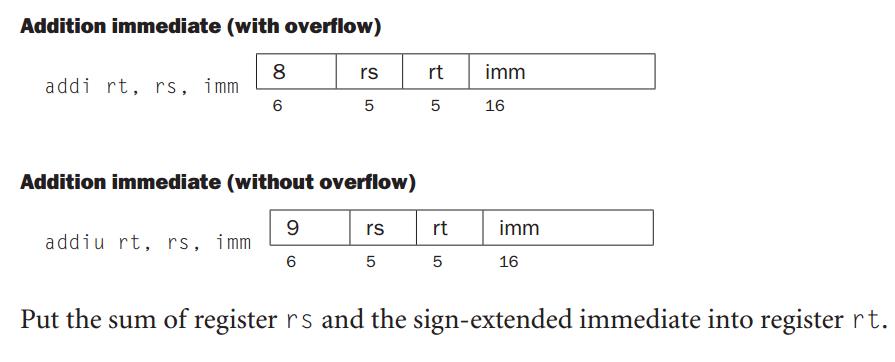 Addition immediate (with overflow)
addi rt, rs, imm 8 rs rt imm
6 5 5 16
Addition immediate (without overflow)
addiu rt, rs, imm 9 rs rt imm
6 5 5 16
Put the sum of register rs and the sign-extended immediate into register rt.